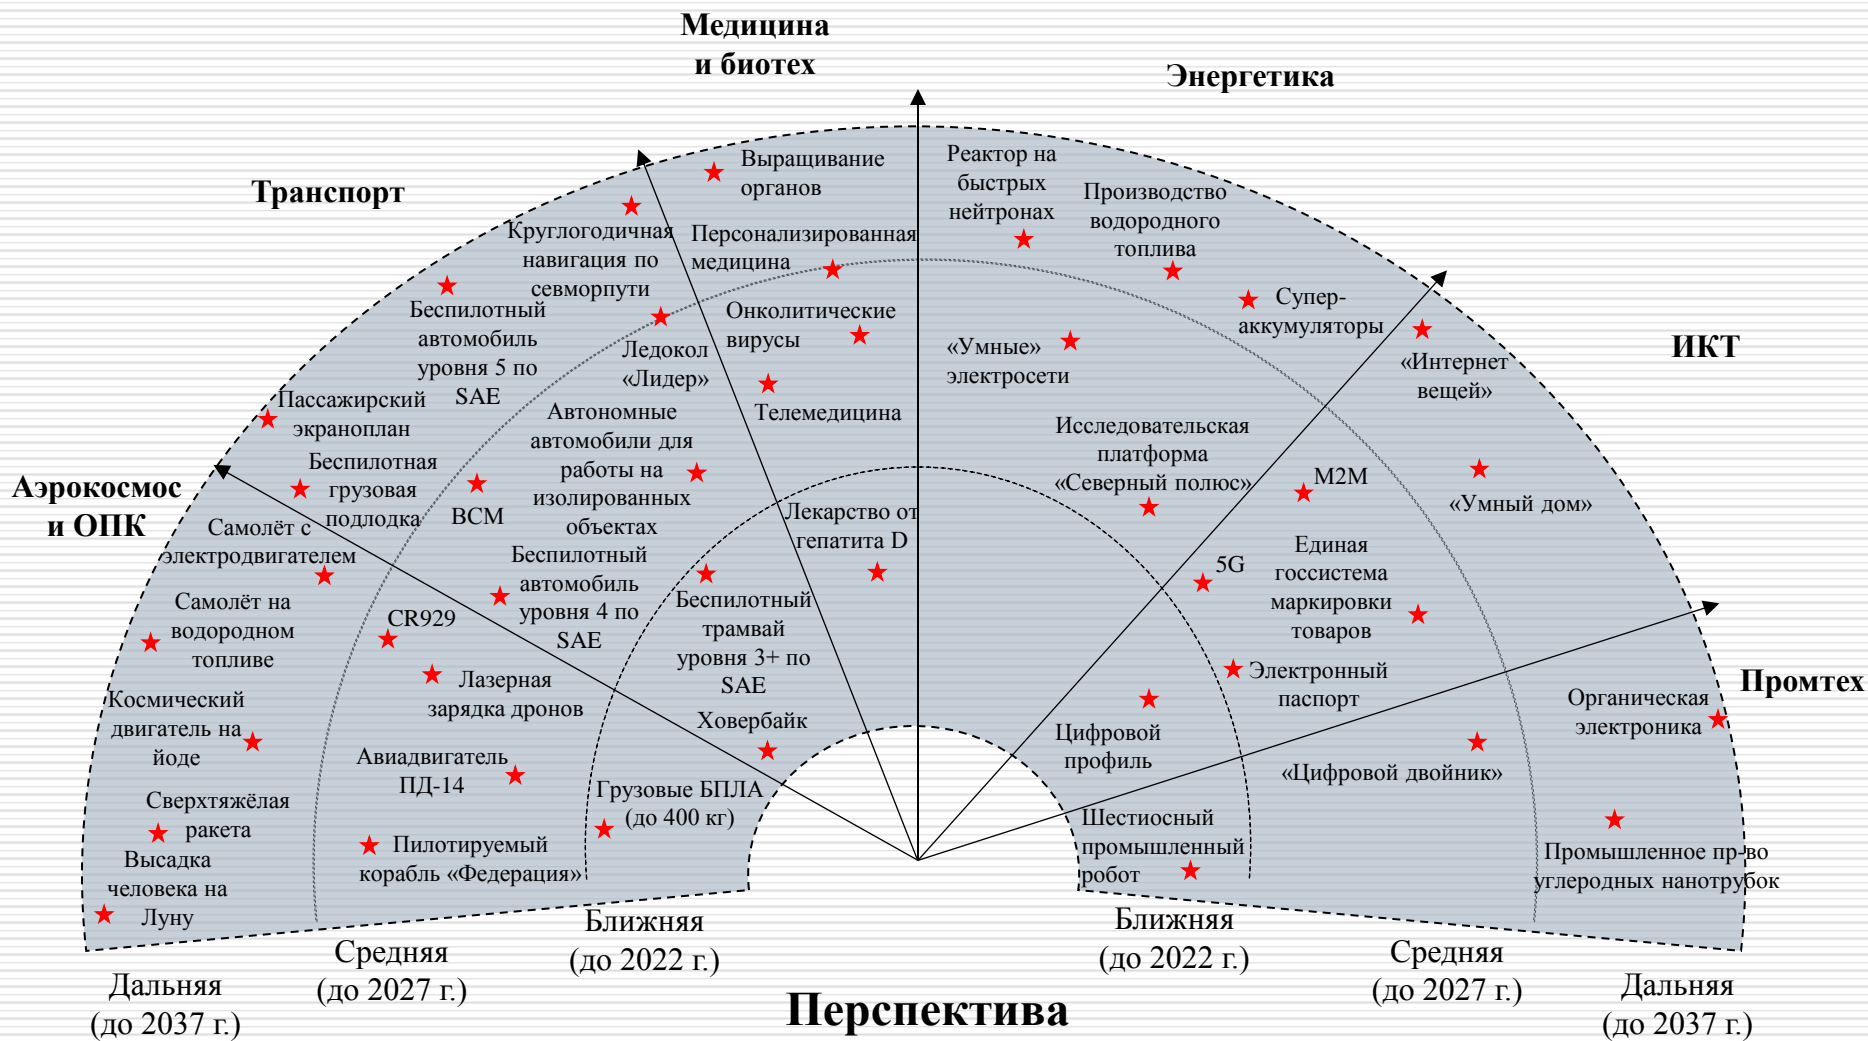 Медицина
и биотех
Энергетика
Транспорт
ИКТ
Аэрокосмос
и ОПК
Промтех
Выращивание
органов
Персонализированная
медицина
Онколитические
вирусы
Телемедицина
Лекарство от
гепатита D
Реактор на
быстрых
нейтронах
Производство
водородного
топлива
Супер-
аккумуляторы
«Умные»
электросети
Исследовательская
платформа
«Северный полюс»
Круглогодичная
навигация по
севморпути
Беспилотный
автомобиль
уровня 5 по
SAE
Ледокол
«Лидер»
Пассажирский
экраноплан
Беспилотная
грузовая
подлодка
Автономные
автомобили для
работы на
изолированных
объектах
ВСМ
Беспилотный
автомобиль
уровня 4 по
SAE
Беспилотный
трамвай
уровня 3+ по
SAE
Ховербайк
Самолёт с
электродвигателем
Самолёт на
водородном
топливе
CR929
Лазерная
зарядка дронов
Космический
двигатель на
йоде
Авиадвигатель
ПД-14
Грузовые БПЛА
(до 400 кг)
Сверхтяжёлая
ракета
Пилотируемый
корабль «Федерация»
Высадка
человека на
Луну
«Интернет
вещей»
M2M
«Умный дом»
5G
Единая
госсистема
маркировки
товаров
Электронный
паспорт
Цифровой
профиль
Органическая
электроника
«Цифровой двойник»
Шестиосный
промышленный
робот
Промышленное пр-во
углеродных нанотрубок
Ближняя
(до 2022 г.)
Средняя
(до 2027 г.)
Дальняя
(до 2037 г.)
Ближняя
(до 2022 г.)
Средняя
(до 2027 г.)
Дальняя
(до 2037 г.)
Перспектива